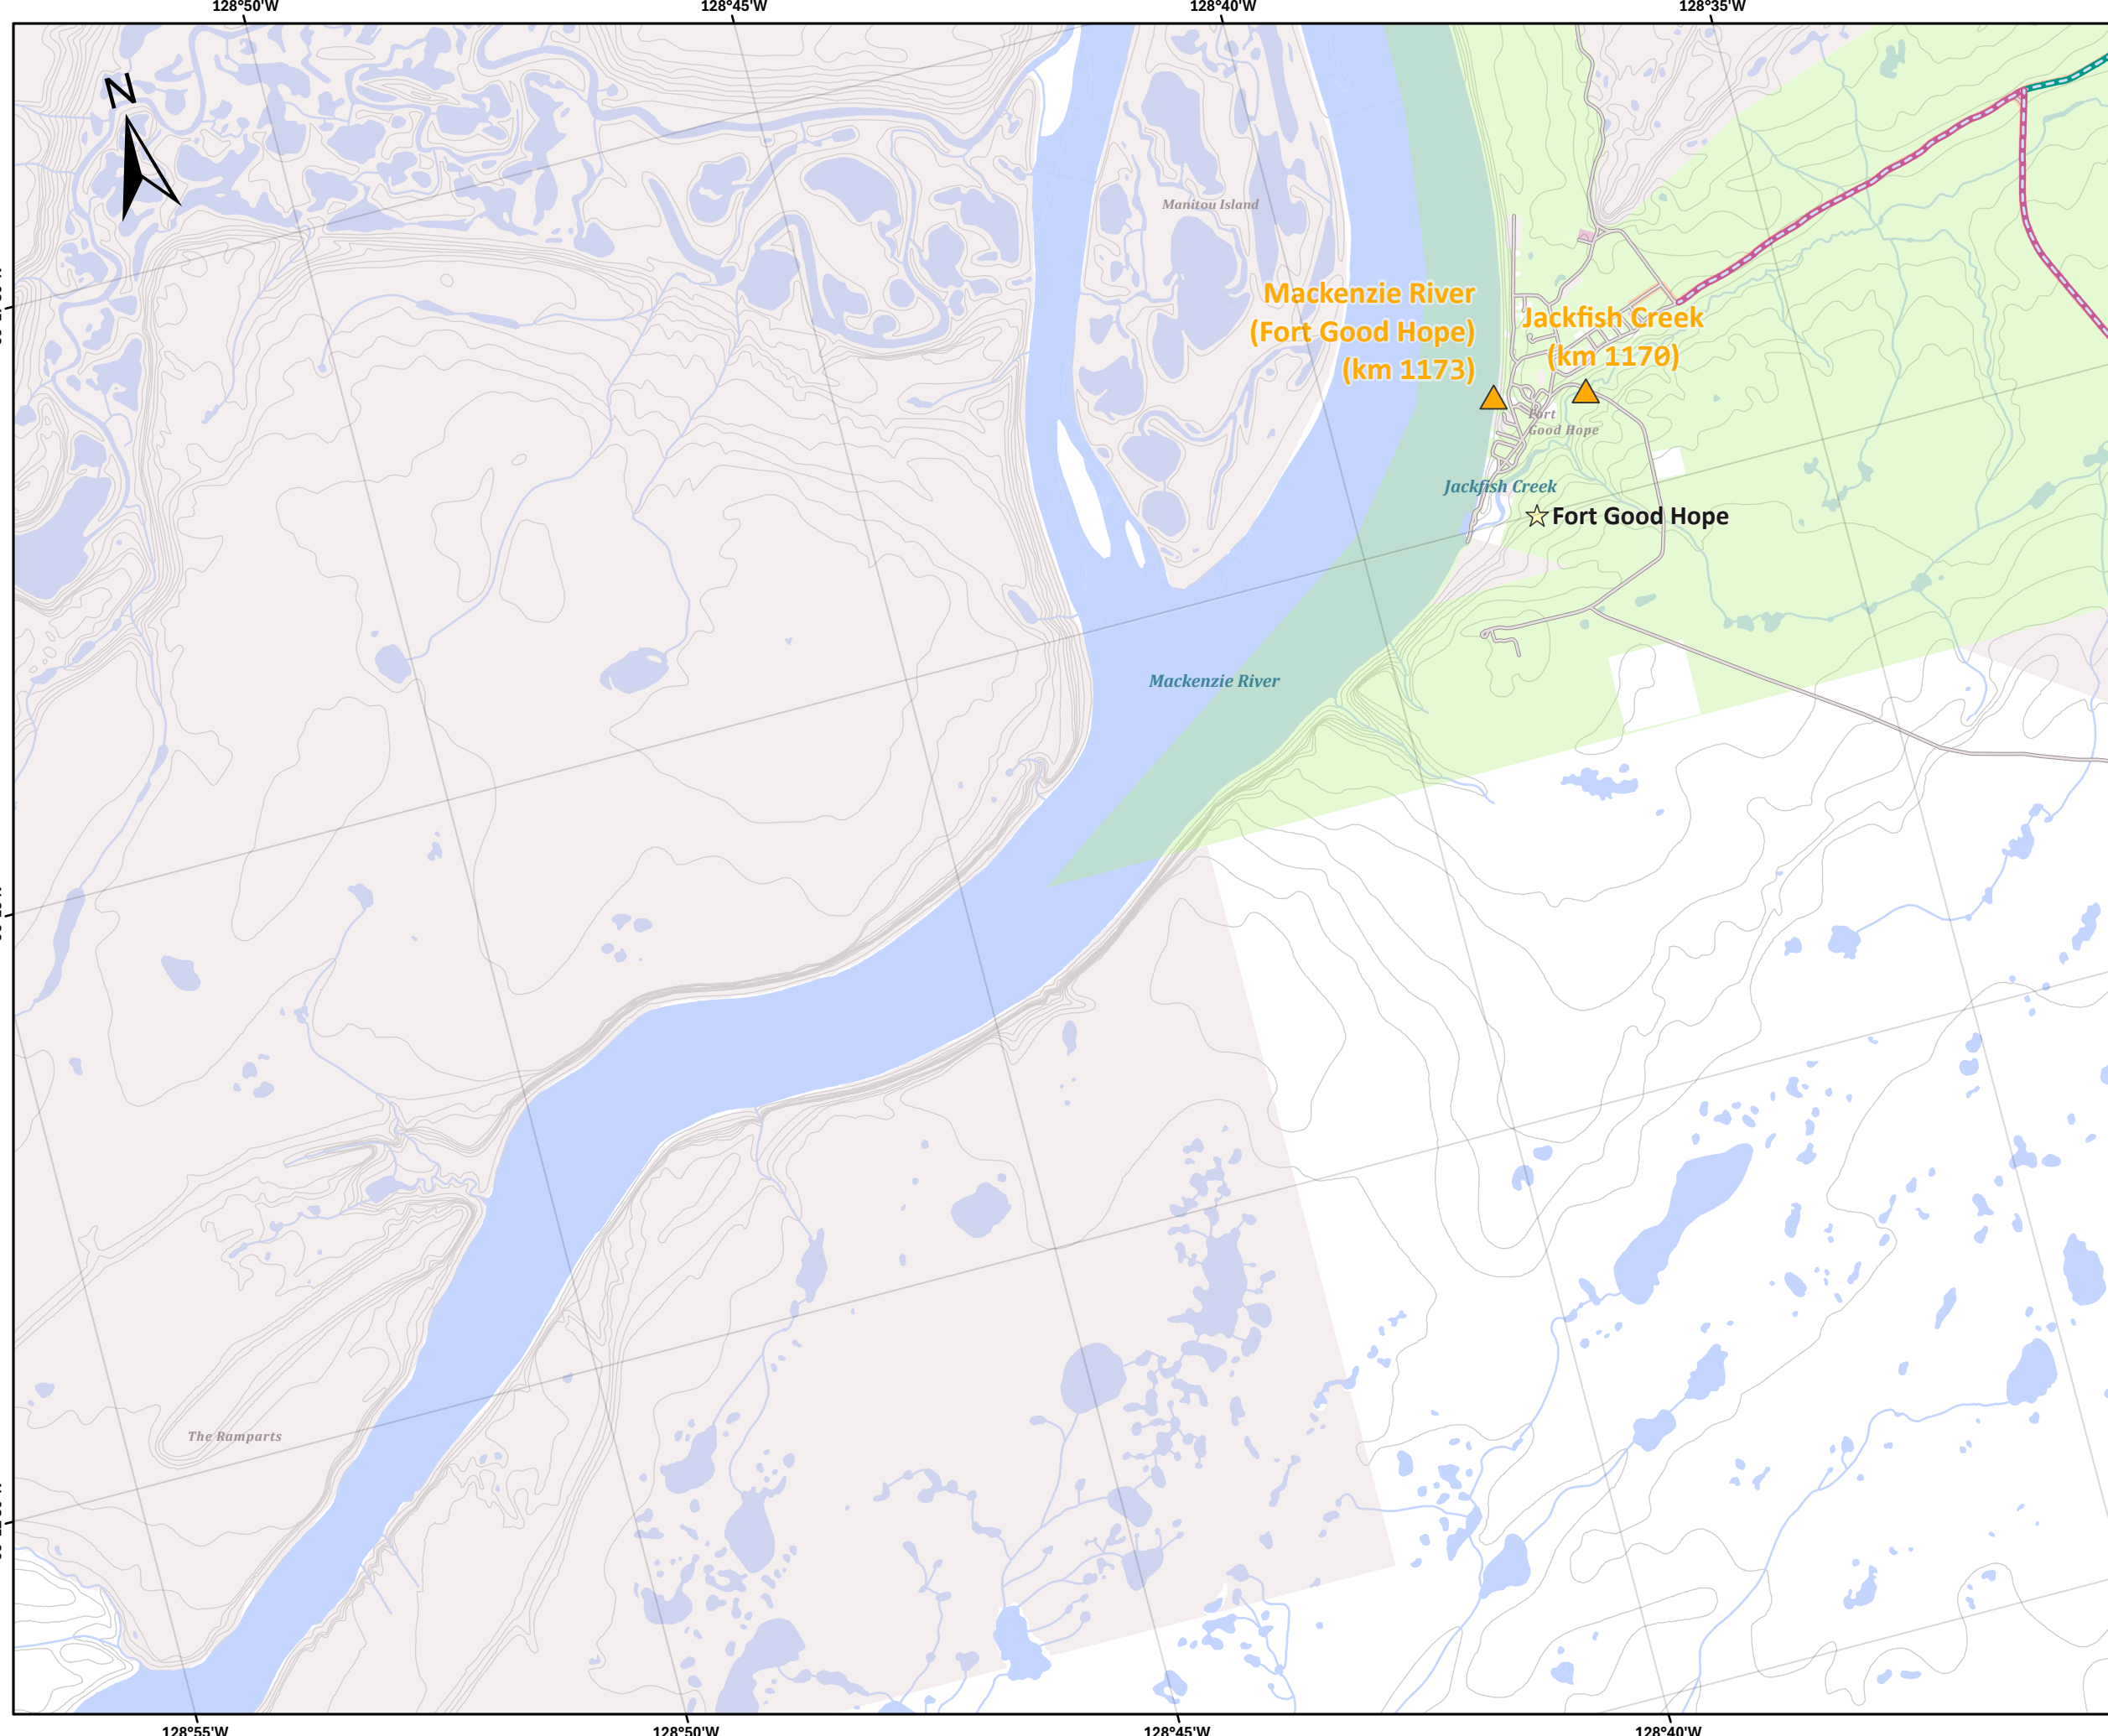 128°50'W
128°45'W
128°40'W
128°35'W
N
Manitou Island
Mackenzie River
(Fort Good Hope)
(km 1173)
Jackfish Creek
(km 1170)
Fort
Good Hope
Jackfish Creek
Fort Good Hope
Mackenzie River
The Ramparts
128°55'W
128°50'W
128°45'W
128°40'W